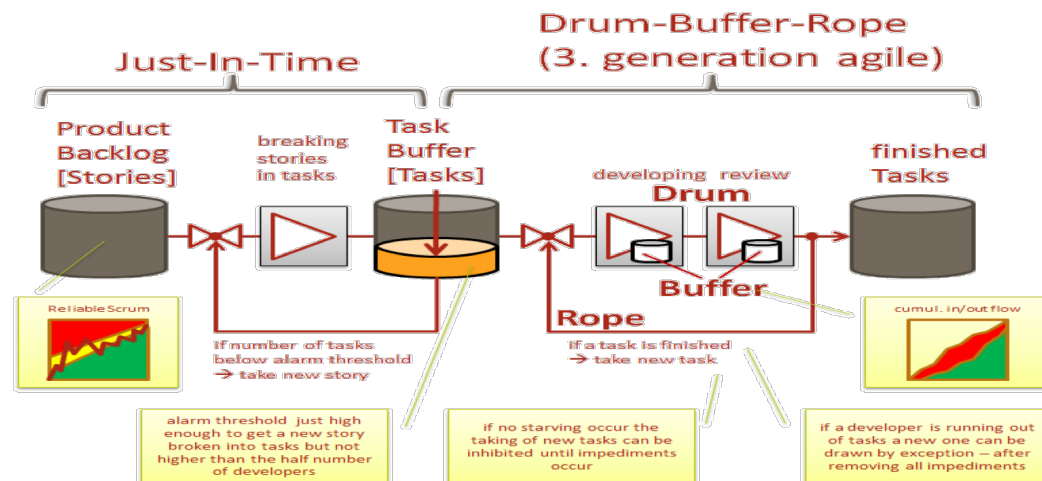 Just-In-Time
Drum-Buffer-Rope
(3. generation agile)
Product
Backlog
[Stories]
breaking
stories
in tasks
Task
Buffer
[Tasks]
developing review
Drum
finished
Tasks
Buffer
Rope
if number of tasks
below alarm threshold
→ take new story
if a task is finished
→ take new task
Reliable Scrum
cumul. in/out flow
alarm threshold just high
enough to get a new story
broken into tasks but not
higher than the half number
of developers
if no starving occur the
taking of new tasks can be
inhibited until impediments
occur
if a developer is running out
of tasks a new one can be
drawn by exception – after
removing all impediments